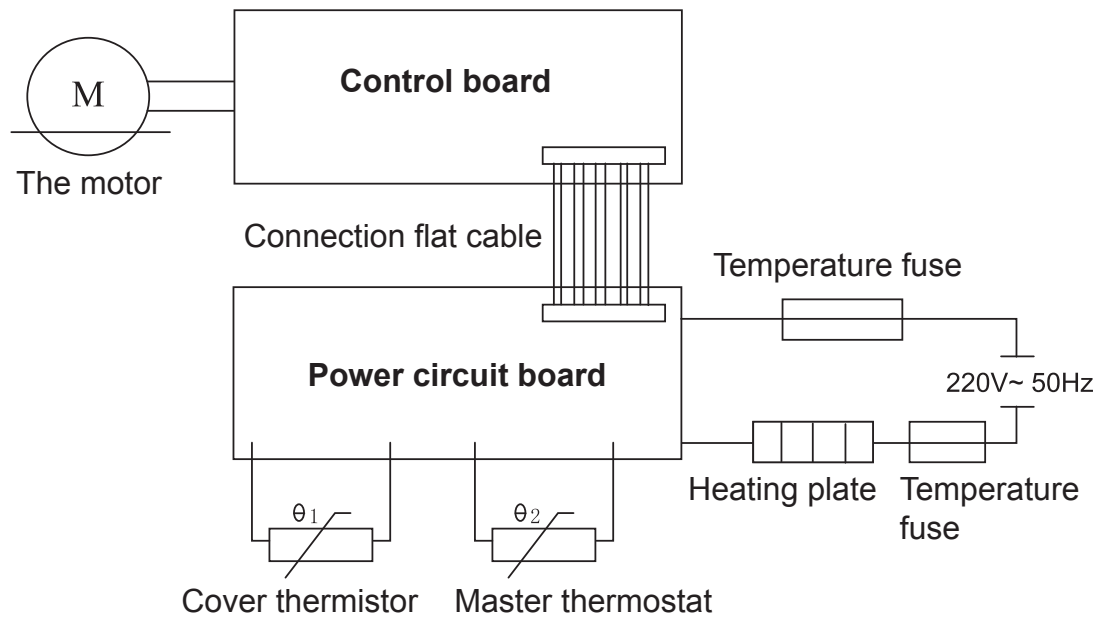 Control board
M
The motor
Connection flat cable
Temperature fuse
Power circuit board
220V~ 50Hz
Heating plate
Temperature
fuse
θ1
θ2
Cover thermistor
Master thermostat